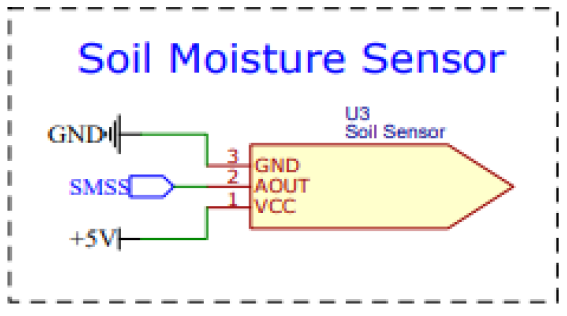 Soil Moisture Sensor
U3
Soil Sensor
GND
3 GND
SMSS 2 AOUT
1 VCC
+5V